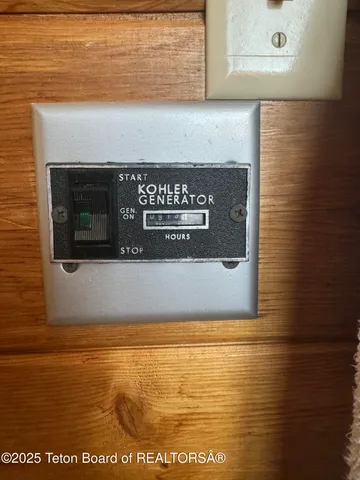 START
KOHLER
GENERATOR
GEN.
ON
HOURS
STOP
©2025 Teton Board of REALTORSÂ®